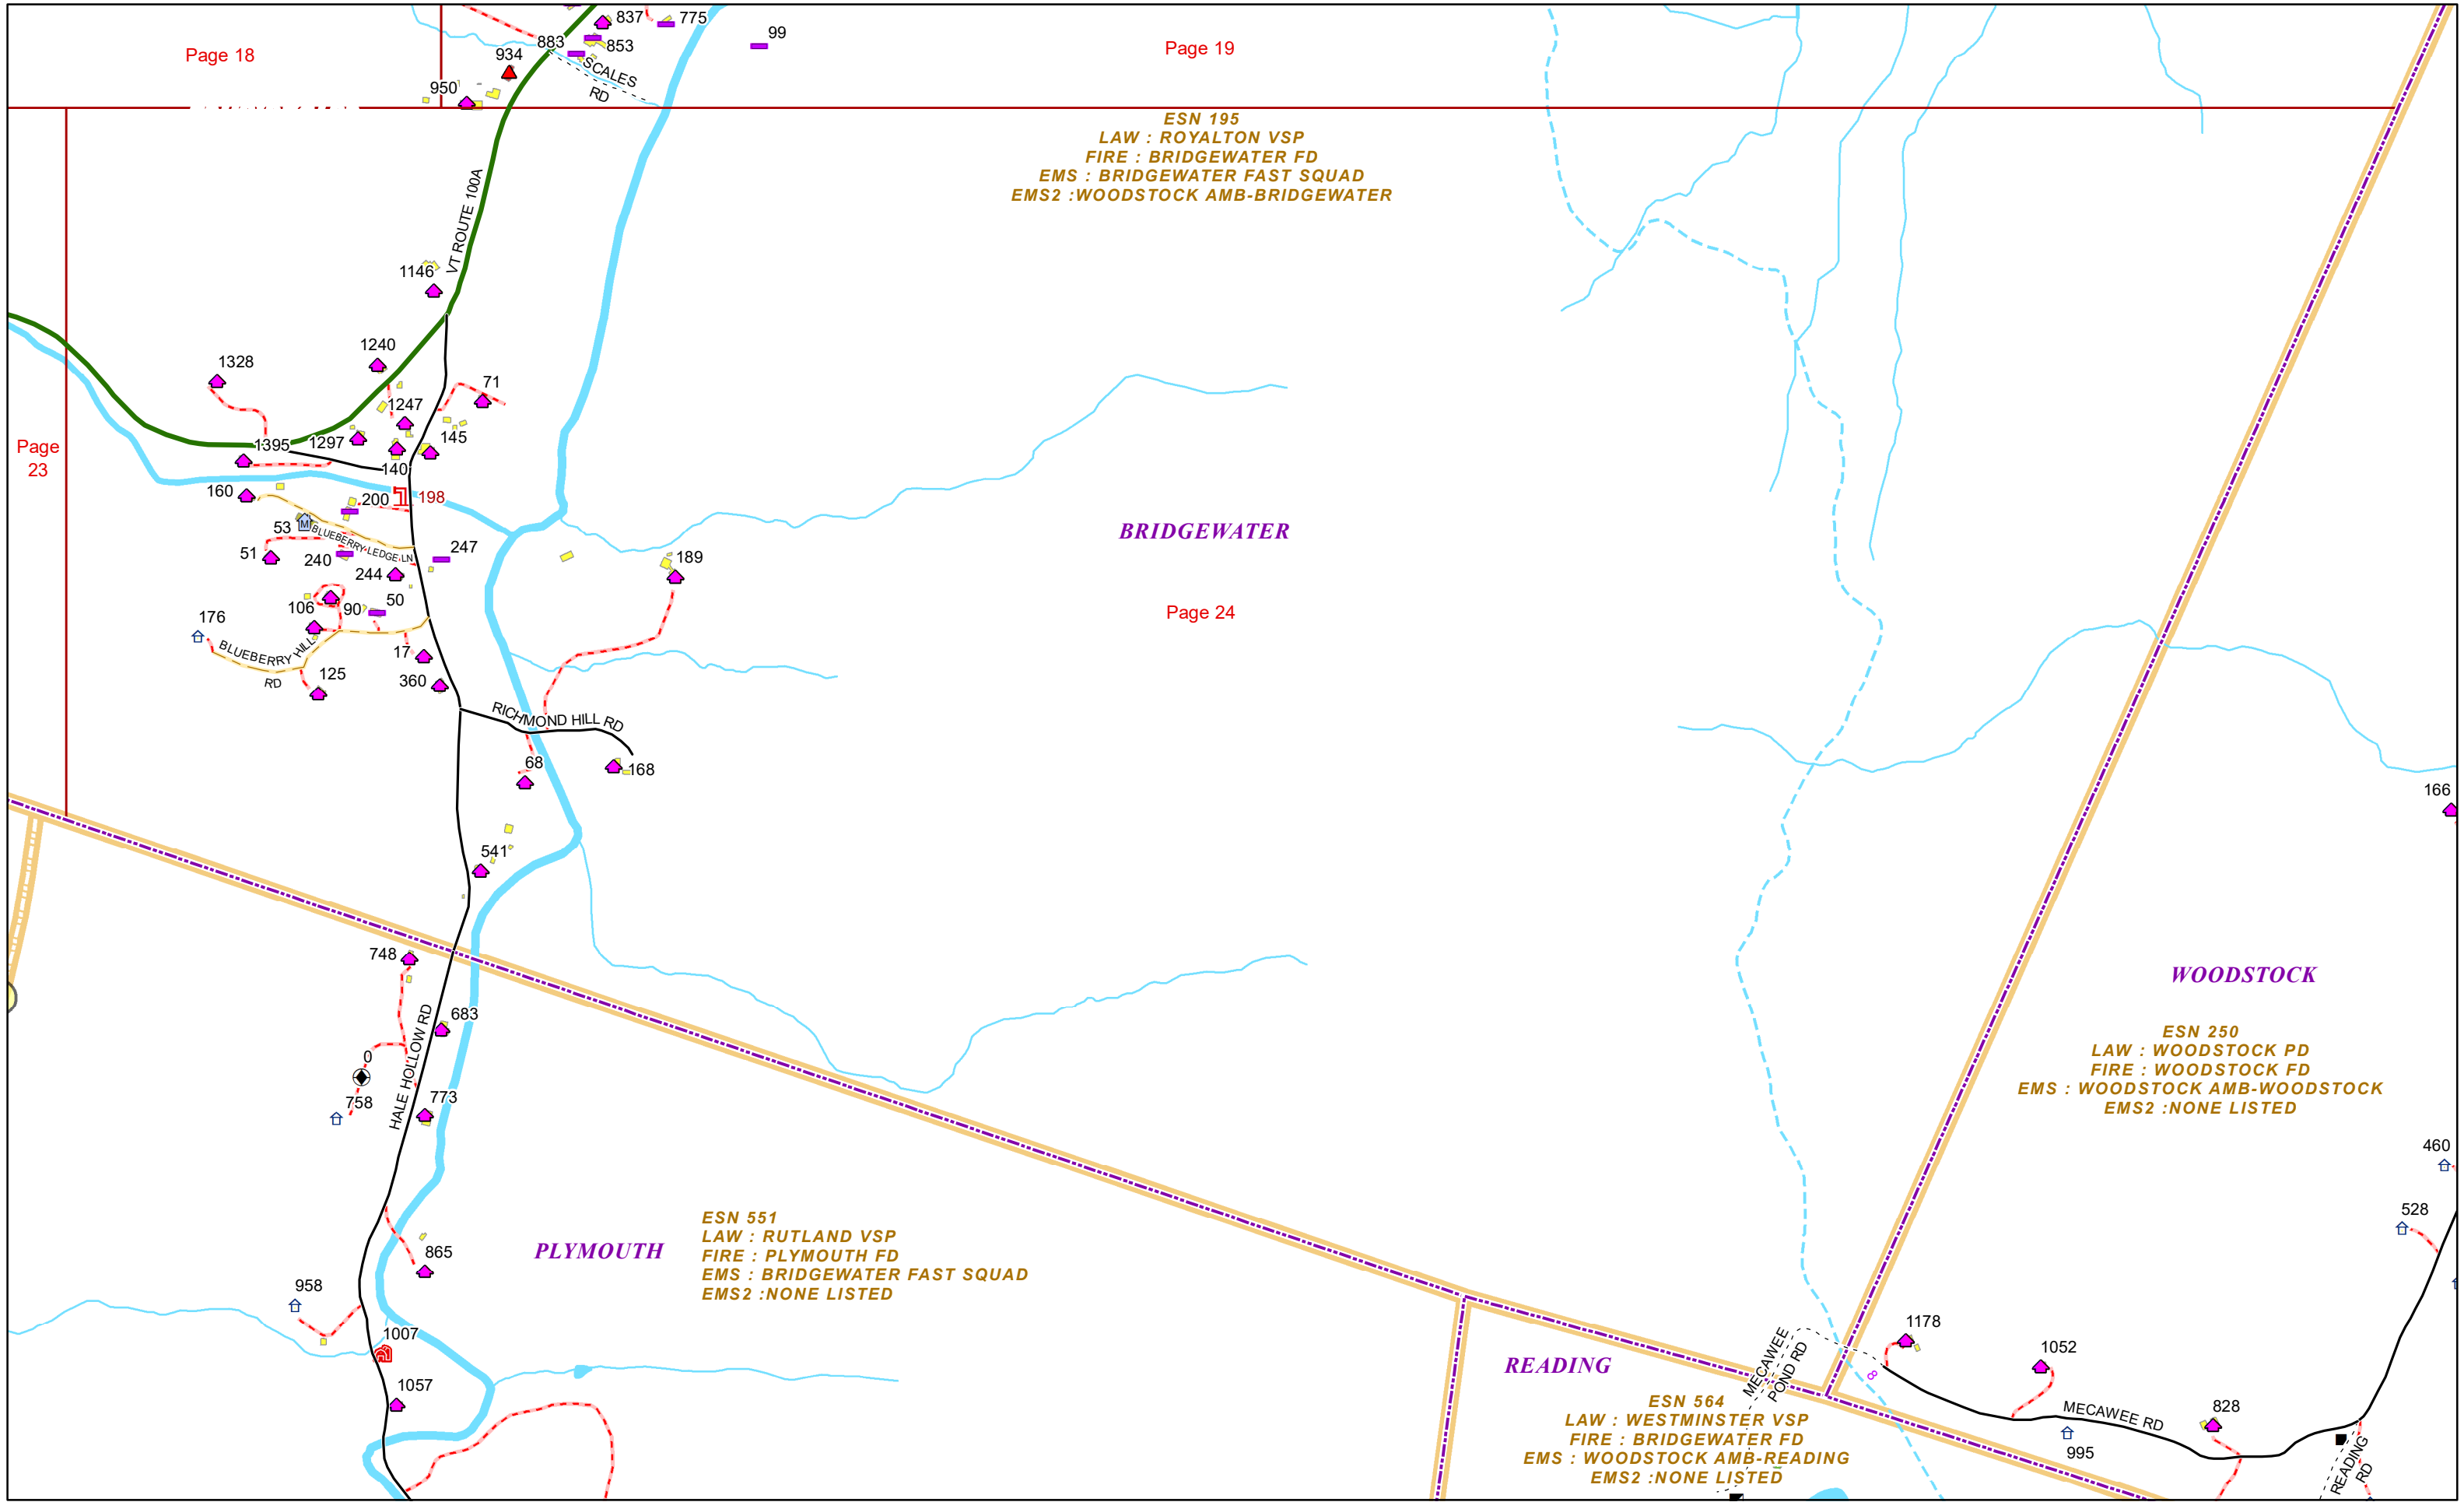 837
775
99
883
853
934
Page 18
Page 19
SCALES
RD
950
ESN 195
LAW : ROYALTON VSP
FIRE : BRIDGEWATER FD
EMS : BRIDGEWATER FAST SQUAD
EMS2 :WOODSTOCK AMB-BRIDGEWATER
VT ROUTE 100A
1146
1240
1328
71
1247
1395
1297
145
Page
23
140
160
200
198
53
M
BLUEBERRY LEDGE LN
BRIDGEWATER
51
240
247
244
189
106
90
50
Page 24
176
BLUEBERRY HILL
RD
17
125
360
RICHMOND HILL RD
68
168
166
541
748
WOODSTOCK
683
HALE HOLLOW RD
0
ESN 250
LAW : WOODSTOCK PD
FIRE : WOODSTOCK FD
EMS : WOODSTOCK AMB-WOODSTOCK
EMS2 :NONE LISTED
758
773
460
528
PLYMOUTH
ESN 551
LAW : RUTLAND VSP
FIRE : PLYMOUTH FD
EMS : BRIDGEWATER FAST SQUAD
EMS2 :NONE LISTED
865
958
1007
1178
1052
READING
MECAWEE
POND RD
8
1057
ESN 564
LAW : WESTMINSTER VSP
FIRE : BRIDGEWATER FD
EMS : WOODSTOCK AMB-READING
EMS2 :NONE LISTED
MECAWEE RD
828
995
READING
RD